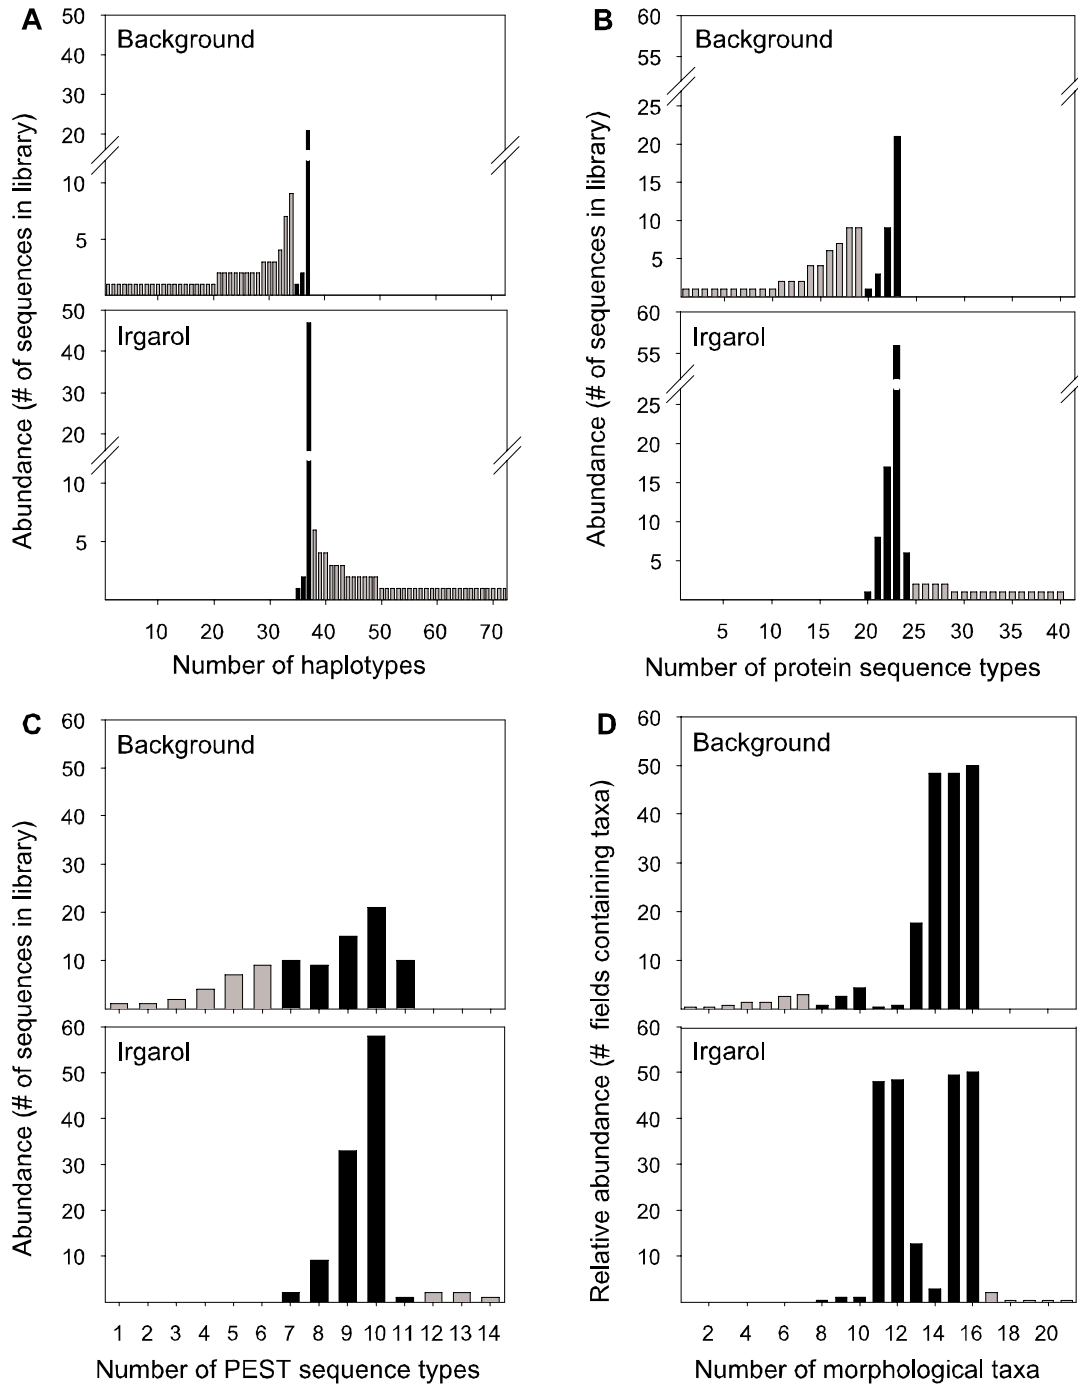 A
Abundance (# of sequences in library)
50
40
30
20
10
5
Background
50
40
30
20
10
5
Irgarol
10 20 30 40 50 60 70
Number of haplotypes
B
Abundance (# of sequences in library)
60
55
25
20
15
10
5
Background
60
55
25
20
15
10
5
Irgarol
5 10 15 20 25 30 35 40
Number of protein sequence types
C
Abundance (# of sequences in library)
60
50
40
30
20
10
Background
60
50
40
30
20
10
Irgarol
1 2 3 4 5 6 7 8 9 10 11 12 13 14
Number of PEST sequence types
D
Relative abundance (# fields containing taxa)
60
50
40
30
20
10
Background
60
50
40
30
20
10
Irgarol
2 4 6 8 10 12 14 16 18 20
Number of morphological taxa